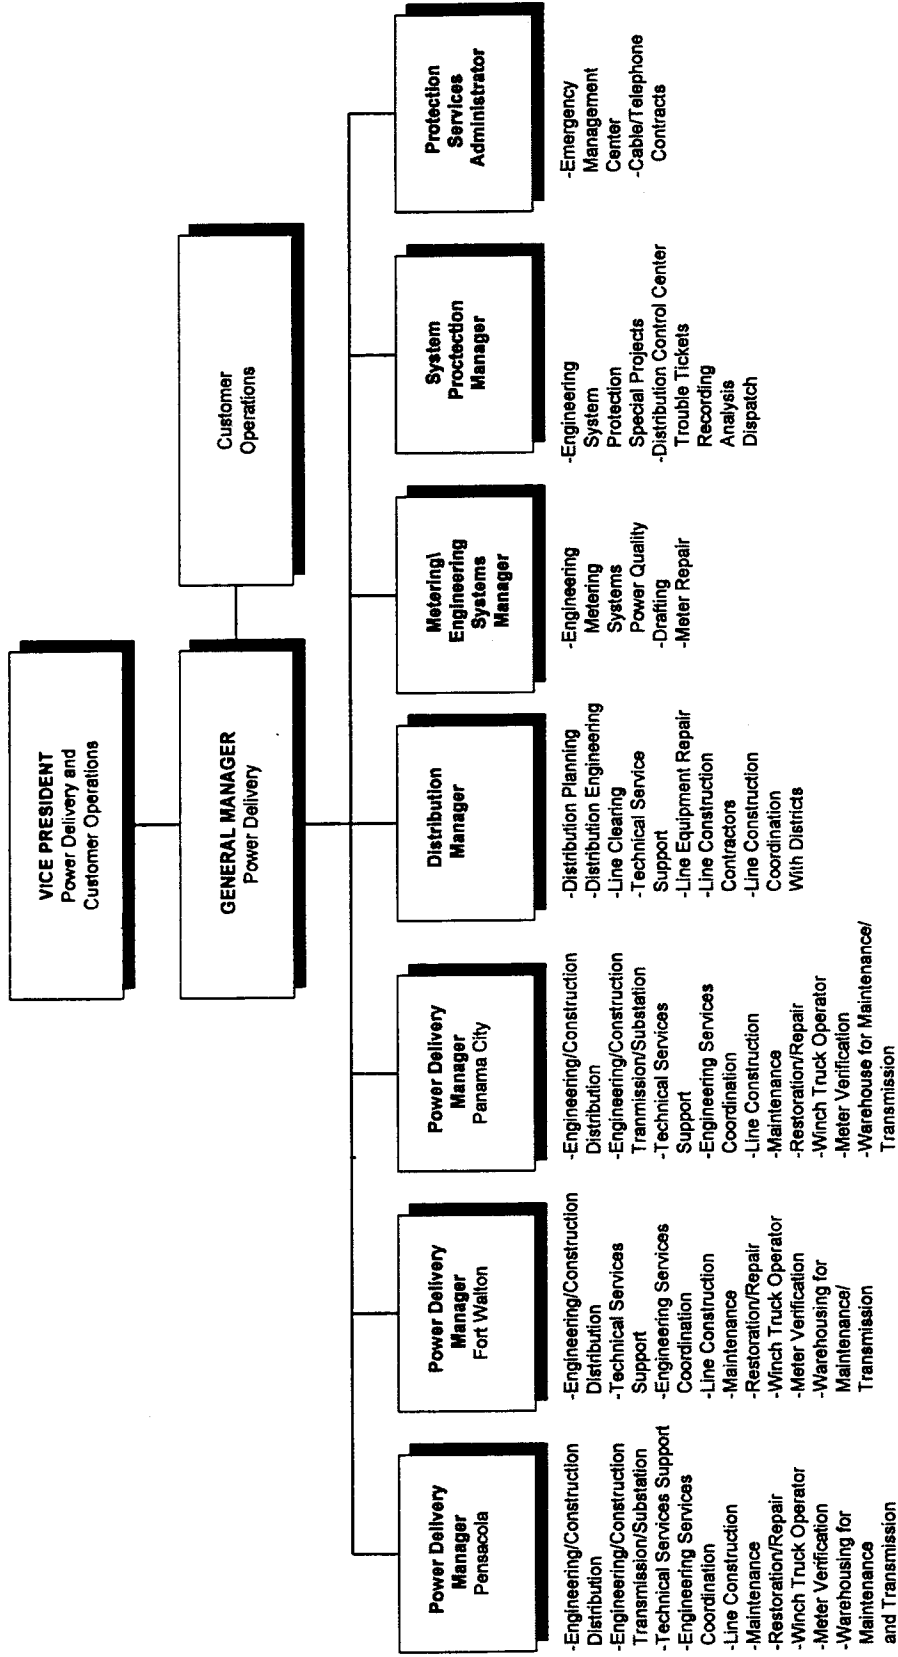 VICE PRESIDENT
Power Delivery and
Customer Operations
GENERAL MANAGER
Power Delivery
Customer
Operations
Power Delivery
Manager
Pensacola
-Engineering/Construction
Distribution
-Engineering/Construction
Transmission/Substation
-Technical Services Support
-Engineering Services
Coordination
-Line Construction
-Maintenance
-Restoration/Repair
-Winch Truck Operator
-Meter Verification
-Warehousing for
Maintenance
and Transmission
Power Delivery
Manager
Fort Walton
-Engineering/Construction
Distribution
-Technical Services
Support
-Engineering Services
Coordination
-Line Construction
-Maintenance
-Restoration/Repair
-Winch Truck Operator
-Meter Verification
-Warehousing for
Maintenance/
Transmission
Power Delivery
Manager
Panama City
-Engineering/Construction
Distribution
-Engineering/Construction
Tranmission/Substation
-Technical Services
Support
-Engineering Services
Coordination
-Line Construction
-Maintenance
-Restoration/Repair
-Winch Truck Operator
-Meter Verification
-Warehouse for Maintenance/
Transmission
Distribution
Manager
-Distribution Planning
-Distribution Engineering
-Line Clearing
-Technical Service
Support
-Line Equipment Repair
-Line Construction
Contractors
-Line Construction
Coordination
With Districts
Metering\
Engineering
Systems
Manager
-Engineering
Metering
Systems
Power Quality
-Drafting
-Meter Repair
System
Proctection
Manager
-Engineering
System
Protection
Special Projects
-Distribution Control Center
Trouble Tickets
Recording
Analysis
Dispatch
Protection
Services
Administrator
-Emergency
Management
Center
-Cable/Telephone
Contracts